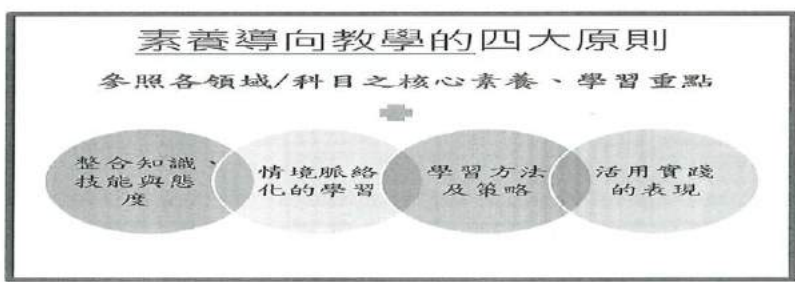 素養導向教學的四大原則
參照各領域/科目之核心素養、學習重點
整合知識、
技能與態
度
情境脈絡
化的學習
學習方法
及策略
活用實踐
的表現